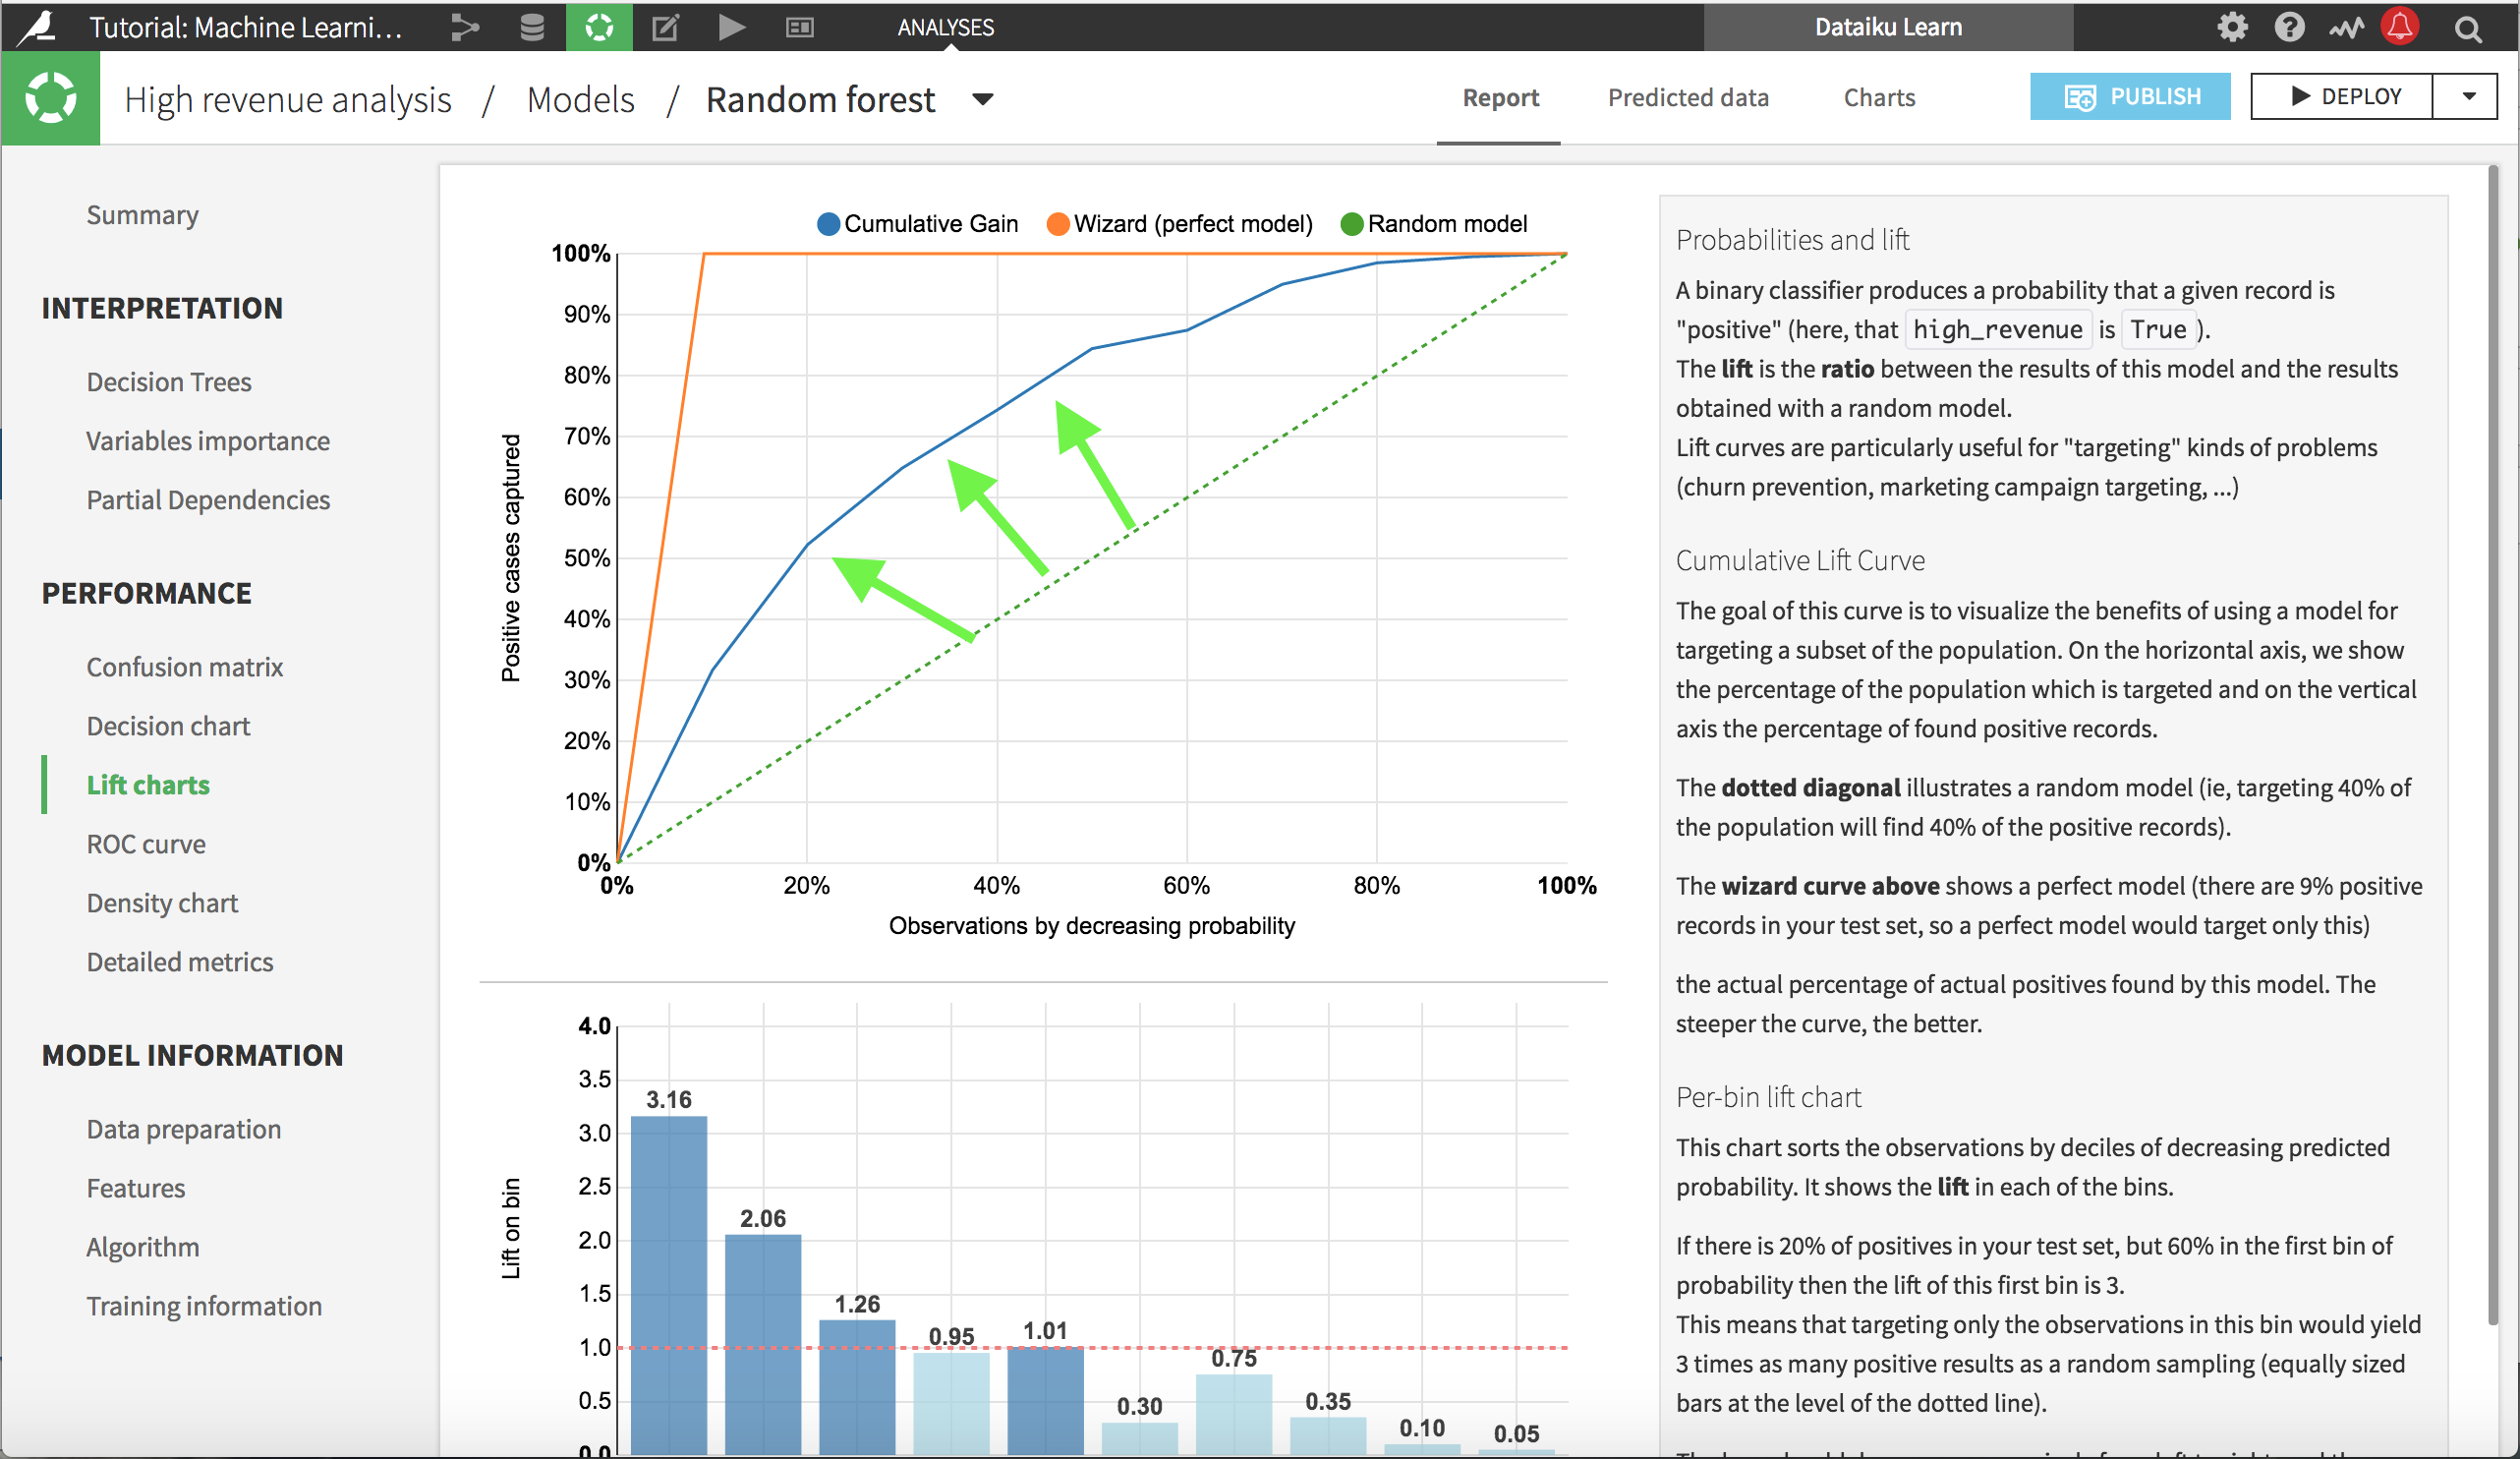 Tutorial: Machine Learni...
ANALYSES
Dataiku Learn
High revenue analysis / Models / Random forest
Report
Predicted data
Charts
PUBLISH
DEPLOY
Summary
INTERPRETATION
Decision Trees
Variables importance
Partial Dependencies
PERFORMANCE
Confusion matrix
Decision chart
Lift charts
ROC curve
Density chart
Detailed metrics
MODEL INFORMATION
Data preparation
Features
Algorithm
Training information
Cumulative Gain
Wizard (perfect model)
Random model
Positive cases captured
100%
90%
80%
70%
60%
50%
40%
30%
20%
10%
0%
0%
20%
40%
60%
80%
100%
Observations by decreasing probability
Lift on bin
4.0
3.5
3.0
2.5
2.0
1.5
1.0
0.5
0.0
3.16
2.06
1.26
0.95
1.01
0.30
0.75
0.35
0.10
0.05
Probabilities and lift
A binary classifier produces a probability that a given record is
"positive" (here, that high_revenue is True ).
The lift is the ratio between the results of this model and the results
obtained with a random model.
Lift curves are particularly useful for "targeting" kinds of problems
(churn prevention, marketing campaign targeting, ...)
Cumulative Lift Curve
The goal of this curve is to visualize the benefits of using a model for
targeting a subset of the population. On the horizontal axis, we show
the percentage of the population which is targeted and on the vertical
axis the percentage of found positive records.
The dotted diagonal illustrates a random model (ie, targeting 40% of
the population will find 40% of the positive records).
The wizard curve above shows a perfect model (there are 9% positive
records in your test set, so a perfect model would target only this)
the actual percentage of actual positives found by this model. The
steeper the curve, the better.
Per-bin lift chart
This chart sorts the observations by deciles of decreasing predicted
probability. It shows the lift in each of the bins.
If there is 20% of positives in your test set, but 60% in the first bin of
probability then the lift of this first bin is 3.
This means that targeting only the observations in this bin would yield
3 times as many positive results as a random sampling (equally sized
bars at the level of the dotted line).